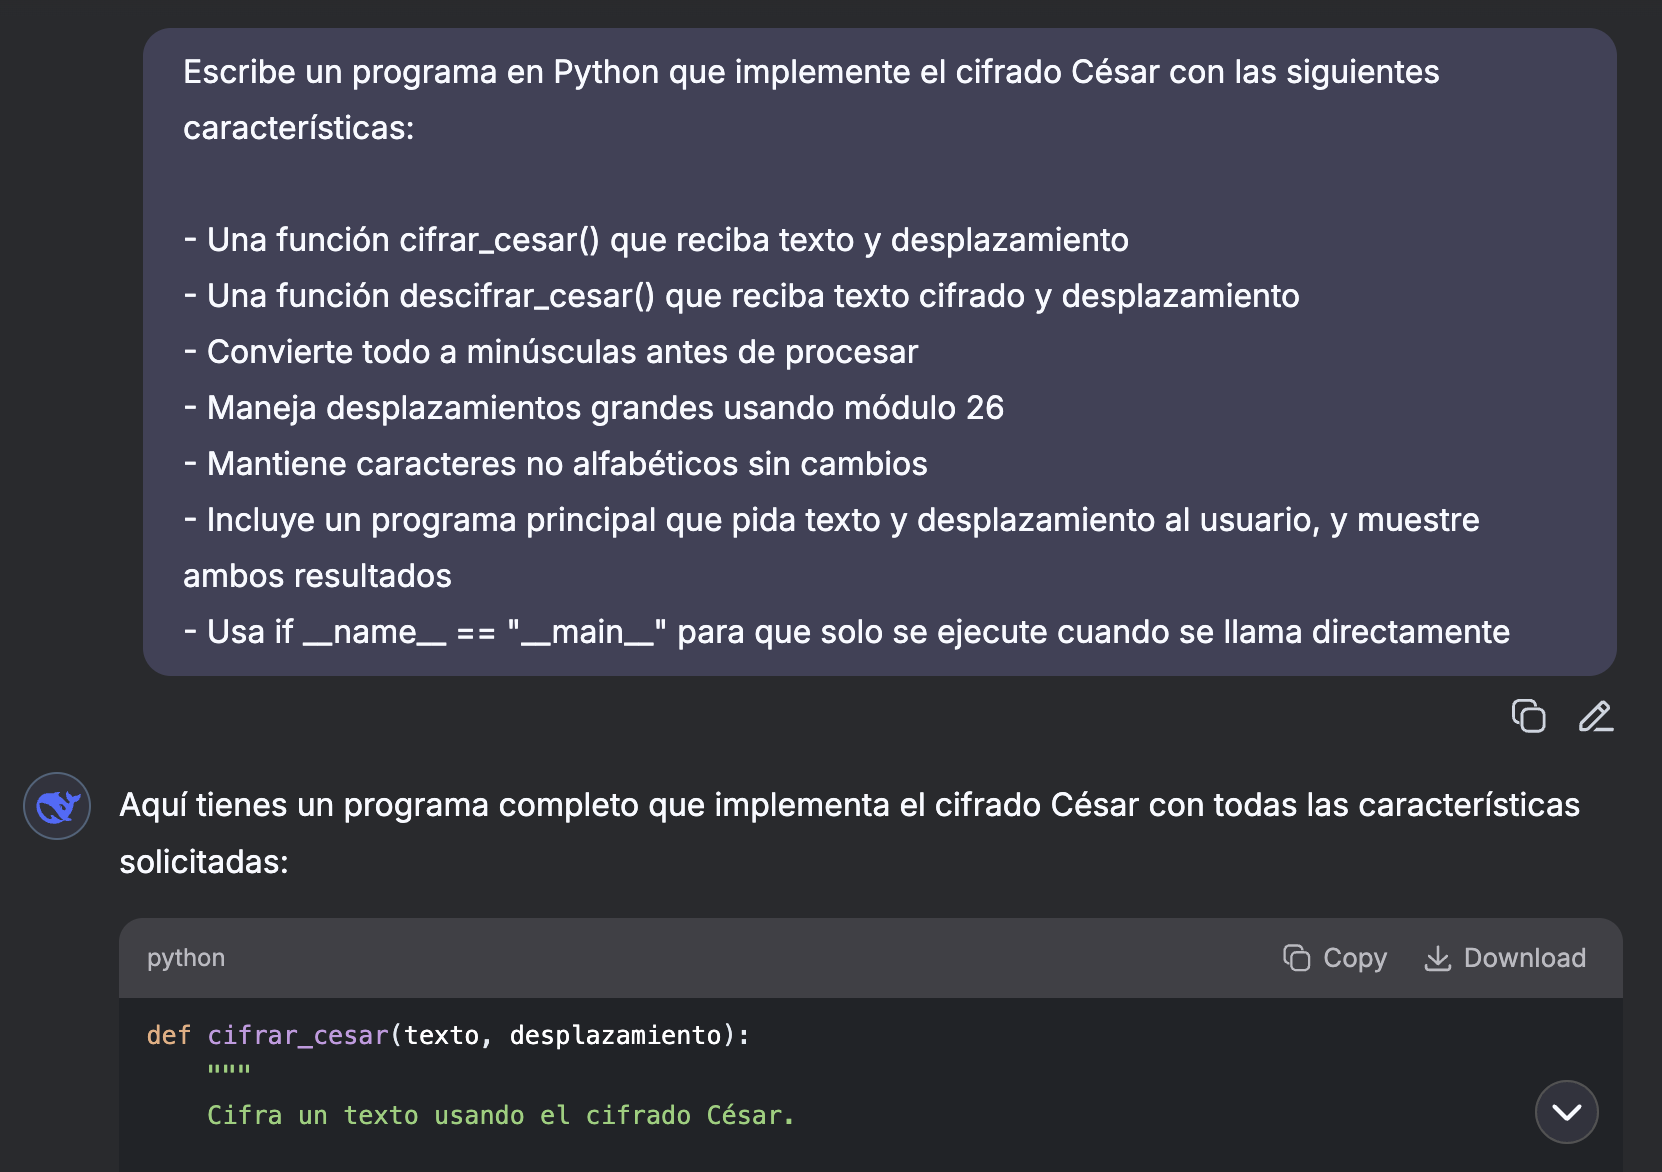 Escribe un programa en Python que implemente el cifrado César con las siguientes
características:
- Una función cifrar_cesar() que reciba texto y desplazamiento
- Una función descifrar_cesar() que reciba texto cifrado y desplazamiento
- Convierte todo a minúsculas antes de procesar
- Maneja desplazamientos grandes usando módulo 26
- Mantiene caracteres no alfabéticos sin cambios
- Incluye un programa principal que pida texto y desplazamiento al usuario, y muestre
ambos resultados
- Usa if __name__ == "__main__" para que solo se ejecute cuando se llama directamente
Aquí tienes un programa completo que implementa el cifrado César con todas las características
solicitadas:
python Copy Download
def cifrar_cesar(texto, desplazamiento):
"""
Cifra un texto usando el cifrado César.